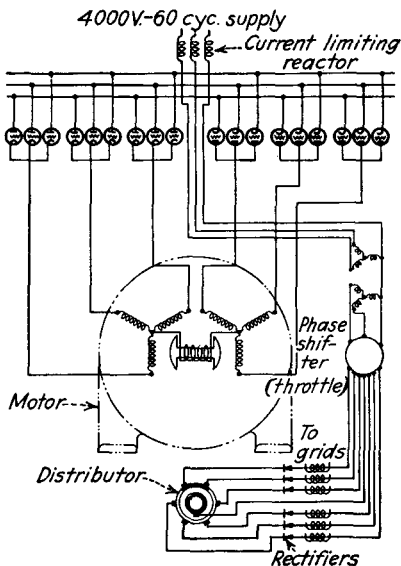 4000V.-60 cyc. supply
Current limiting
reactor
Phase
shif-
ter
(throttle)
Motor
To
grids
Distributor
Rectifiers